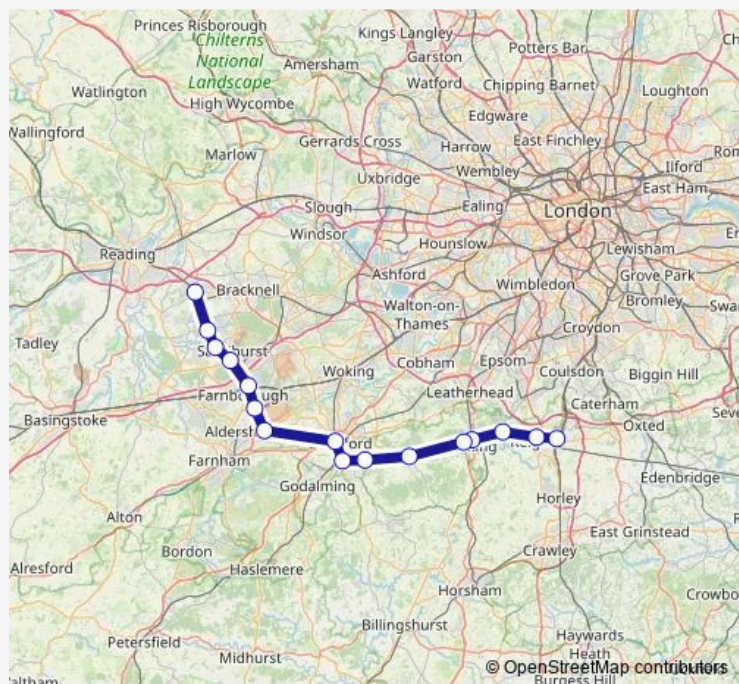 Princes Risborough
Kings Langley
Chilterns
National
Landscape
Potters Bar
Garston
Amersham
Watford
Chipping Barnet
Loughton
Watlington
High Wycombe
Edgware
Wallingford
Gerrards Cross
East Finchley
Marlow
Harrow
Ilford
Uxbridge
Wembley
East Ham
Slough
Ealing
London
Windsor
Hounslow
Lewisham
Reading
Ashford
Grove Park
Bracknell
Wimbledon
Bromley
Walton-on-
Thames
Croydon
Tadley
Woking
Cobham
Epsom
Coulsdon
Biggin Hill
Leatherhead
Basingstoke
Caterham
Oxted
Farnham
Godalming
Edenbridge
Horley
Alton
East Grinstead
Bordon
Crawley
Alresford
Haslemere
Horsham
Billingshurst
Petersfield
Haywards
Heath
Midhurst
© OpenStreetMap contributors
Burgess Hill